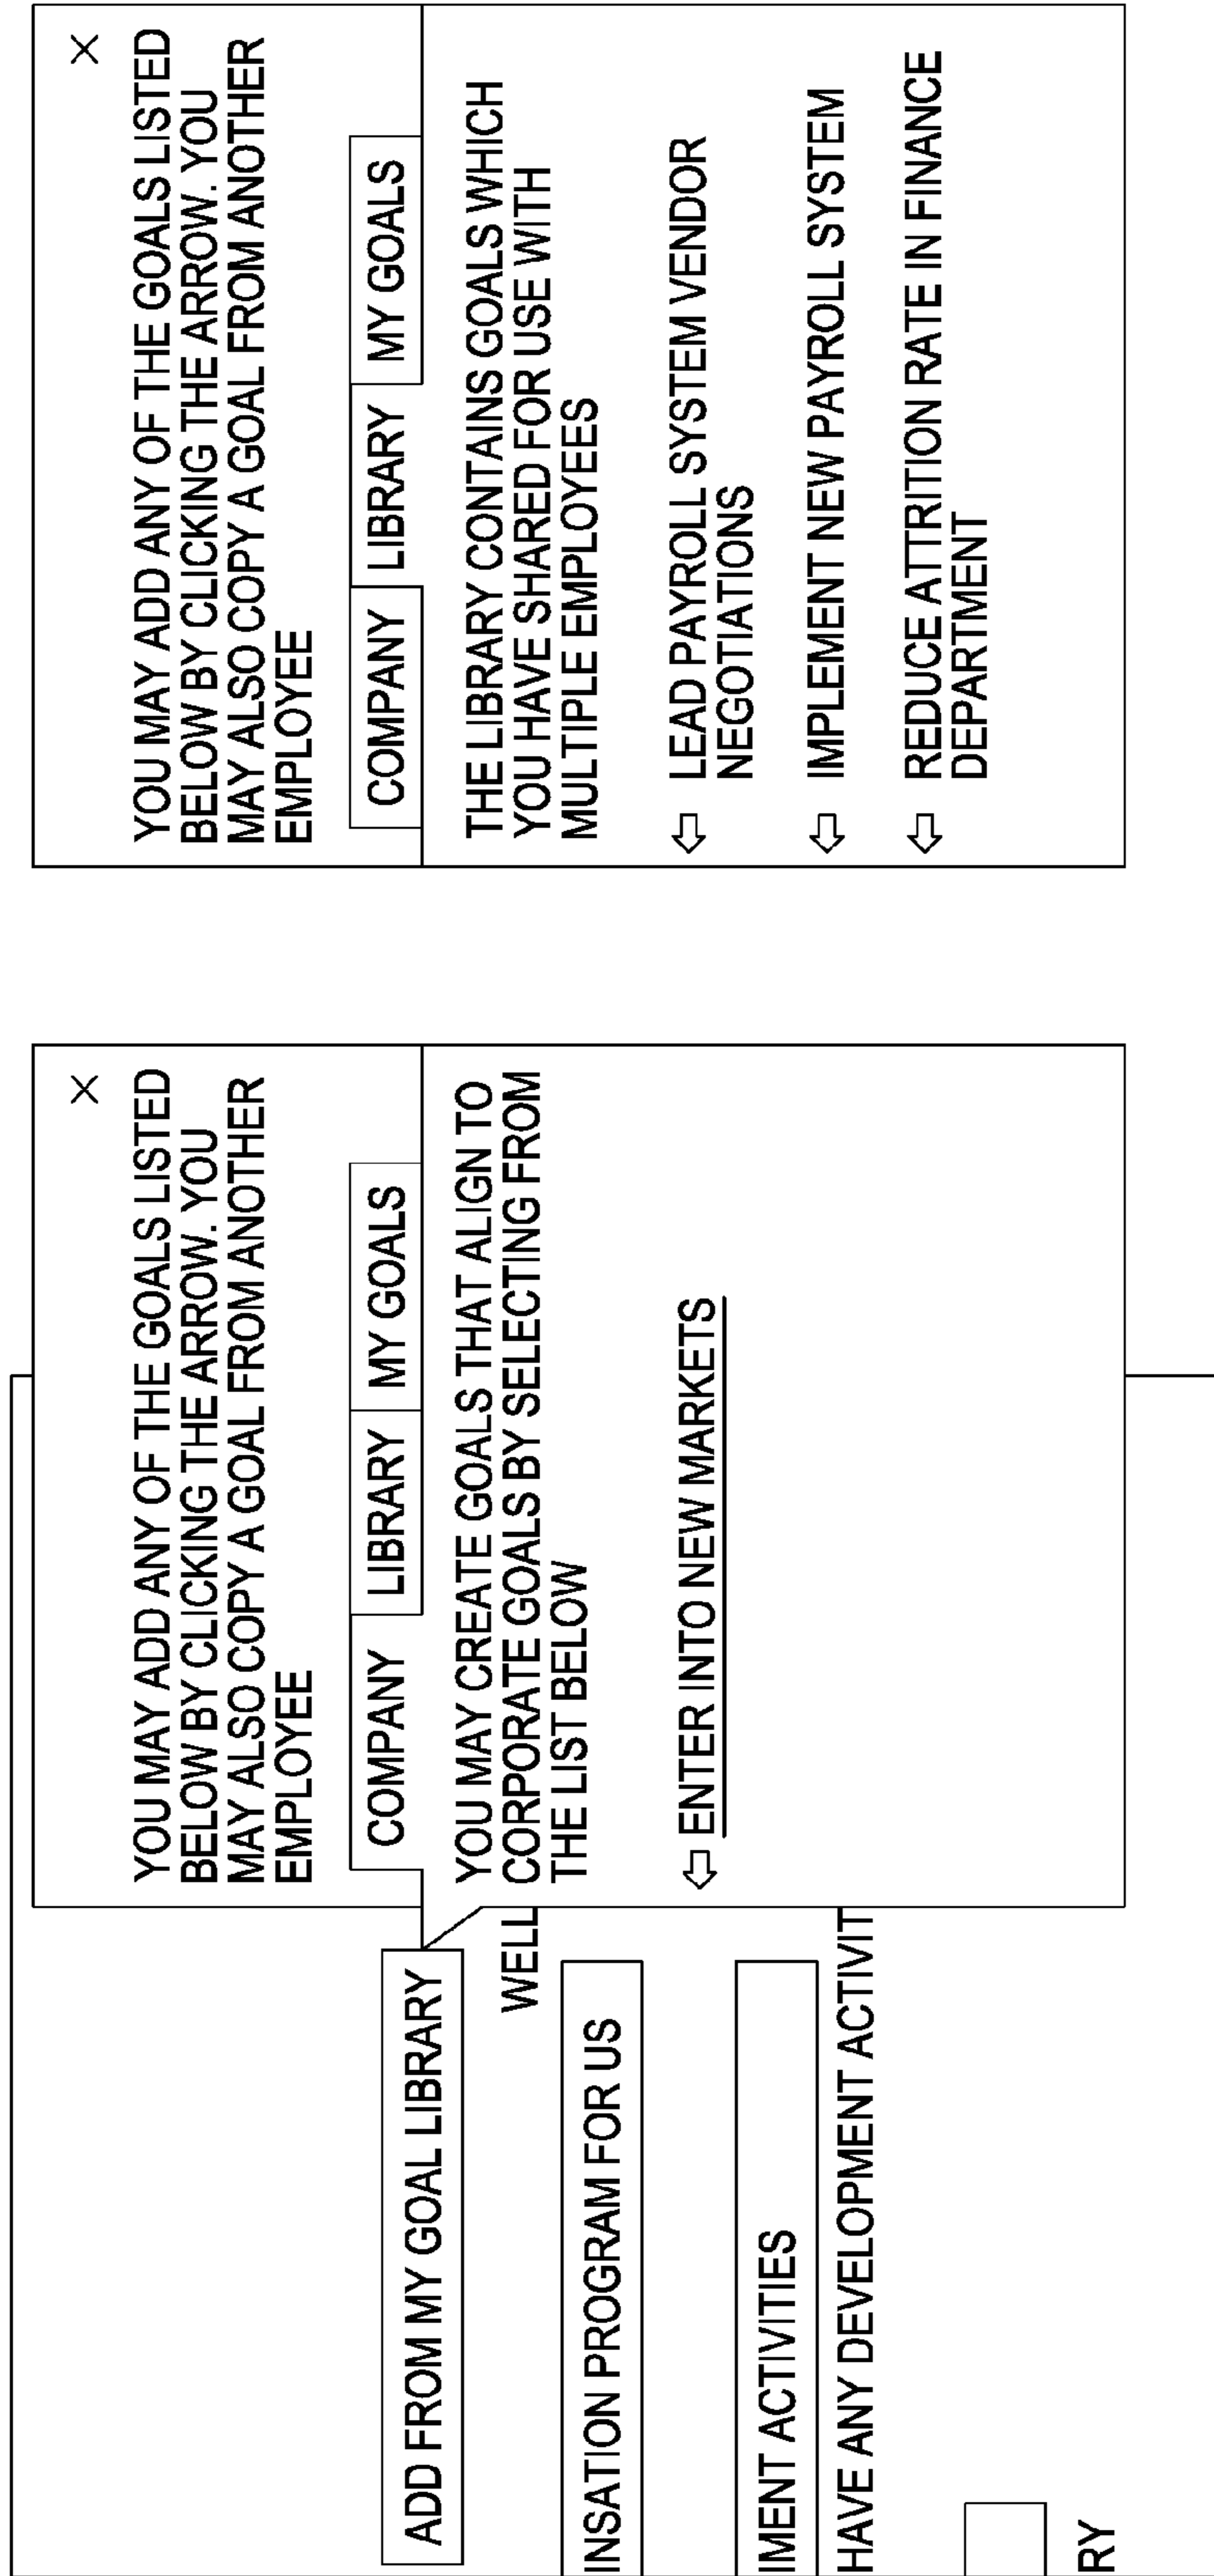 ADD FROM MY GOAL LIBRARY
WELL
INSATION PROGRAM FOR US
IMENT ACTIVITIES
HAVE ANY DEVELOPMENT ACTIVIT
RY
X
YOU MAY ADD ANY OF THE GOALS LISTED
BELOW BY CLICKING THE ARROW. YOU
MAY ALSO COPY A GOAL FROM ANOTHER
EMPLOYEE
COMPANY LIBRARY MY GOALS
YOU MAY CREATE GOALS THAT ALIGN TO
CORPORATE GOALS BY SELECTING FROM
THE LIST BELOW
ENTER INTO NEW MARKETS
X
YOU MAY ADD ANY OF THE GOALS LISTED
BELOW BY CLICKING THE ARROW. YOU
MAY ALSO COPY A GOAL FROM ANOTHER
EMPLOYEE
COMPANY LIBRARY MY GOALS
THE LIBRARY CONTAINS GOALS WHICH
YOU HAVE SHARED FOR USE WITH
MULTIPLE EMPLOYEES
LEAD PAYROLL SYSTEM VENDOR
NEGOTIATIONS
IMPLEMENT NEW PAYROLL SYSTEM
REDUCE ATTRITION RATE IN FINANCE
DEPARTMENT